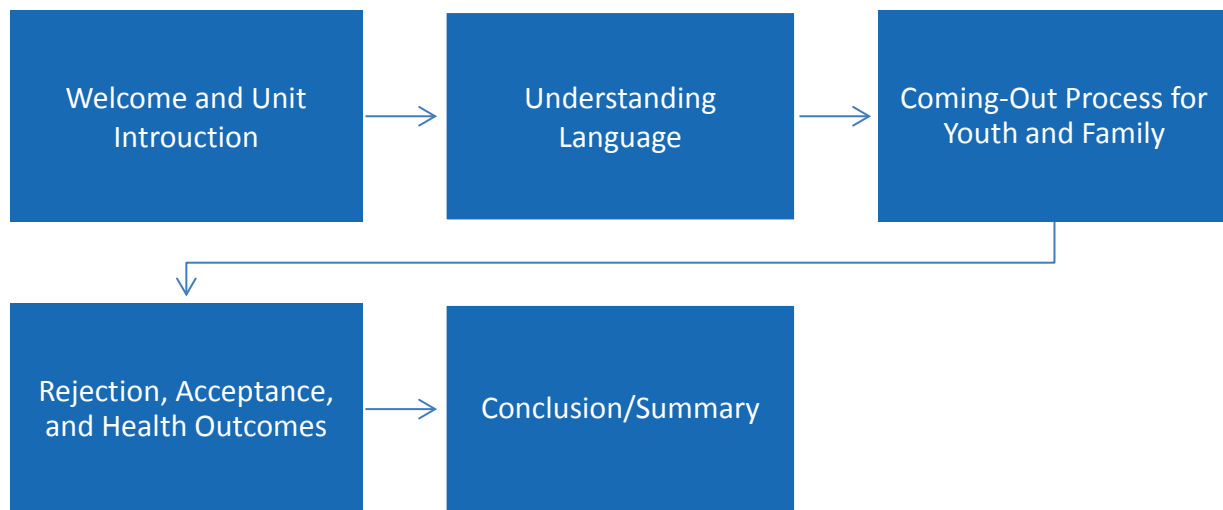 Welcome and Unit
Introuction
Understanding
Language
Coming-Out Process for
Youth and Family
Rejection, Acceptance,
and Health Outcomes
Conclusion/Summary